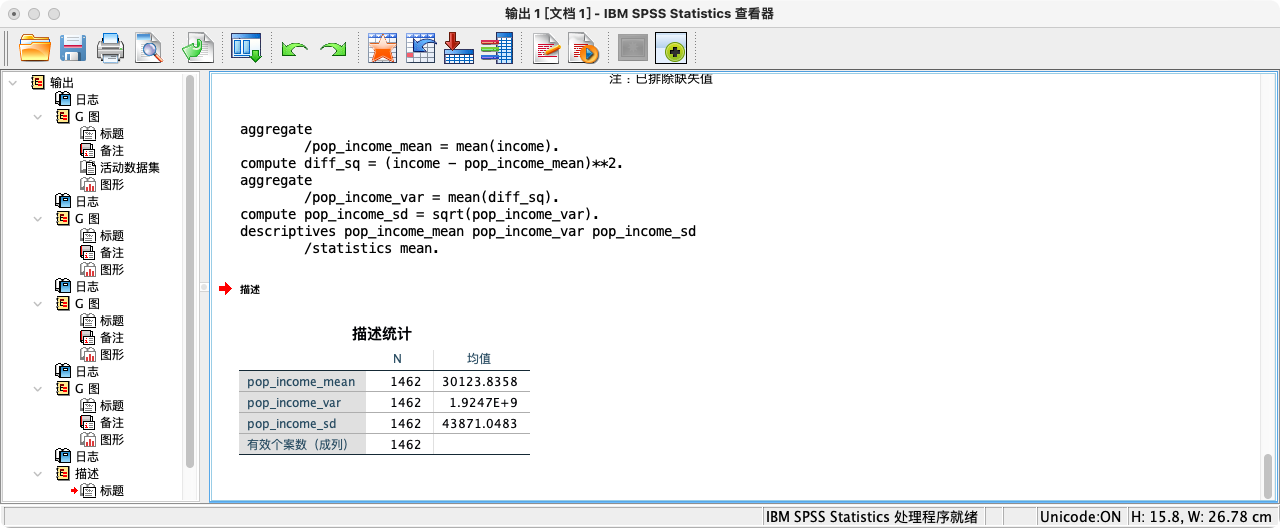 输出 1 [文档 1] - IBM SPSS Statistics 查看器
输出
日志
G 图
标题
备注
活动数据集
图形
日志
G 图
标题
备注
图形
日志
G 图
标题
备注
图形
日志
G 图
标题
备注
图形
日志
描述
标题
注：已排除缺失值
aggregate
/pop_income_mean = mean(income).
compute diff_sq = (income - pop_income_mean)**2.
aggregate
/pop_income_var = mean(diff_sq).
compute pop_income_sd = sqrt(pop_income_var).
descriptives pop_income_mean pop_income_var pop_income_sd
/statistics mean.
描述
描述统计
N 均值
pop_income_mean 1462 30123.8358
pop_income_var 1462 1.9247E+9
pop_income_sd 1462 43871.0483
有效个案数（成列） 1462
IBM SPSS Statistics 处理程序就绪 Unicode:ON H: 15.8, W: 26.78 cm